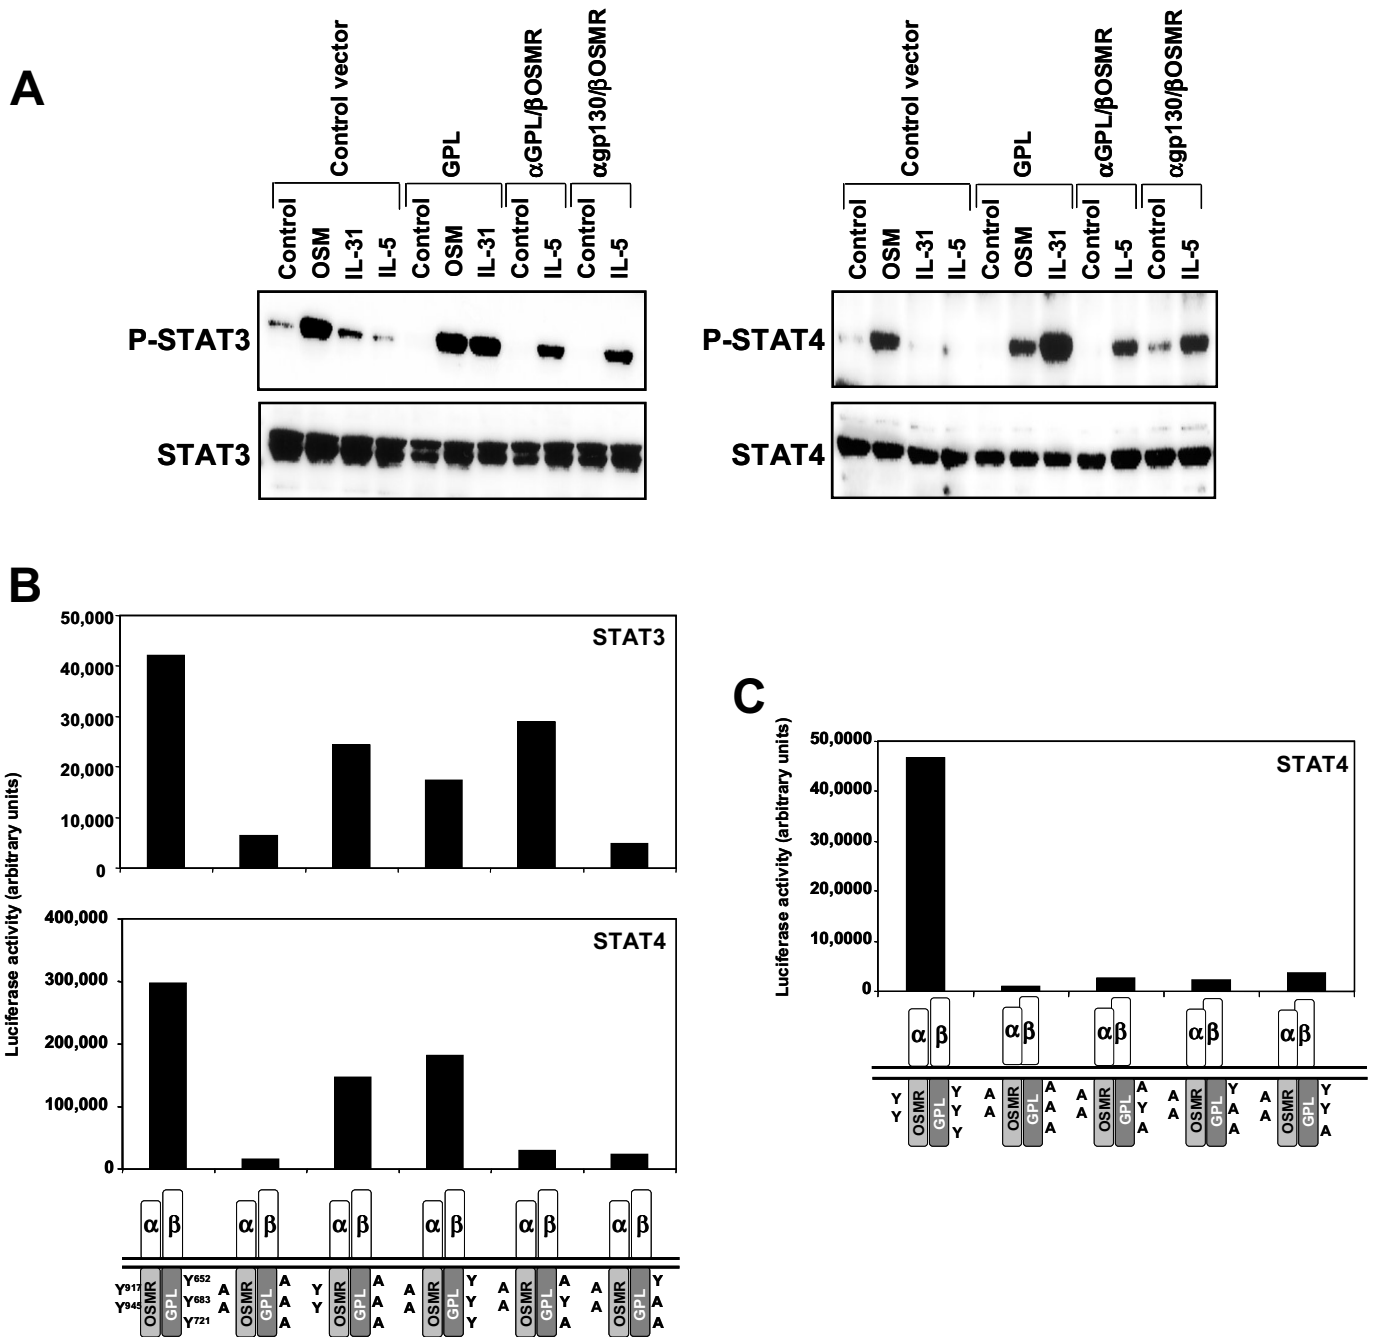 A
Control vector
GPL
αGPL/βOSMR
αgp130/βOSMR
Control
OSM
IL-31
IL-5
Control
OSM
IL-31
Control
IL-5
Control
IL-5
P-STAT3
STAT3
Control vector
GPL
αGPL/βOSMR
αgp130/βOSMR
Control
OSM
IL-31
IL-5
Control
OSM
IL-31
Control
IL-5
Control
IL-5
P-STAT4
STAT4
B
Luciferase activity (arbitrary units)
50,000
40,000
30,000
20,000
10,000
0
STAT3
400,000
300,000
200,000
100,000
0
STAT4
α β α β α β α β α β α β
OSMR GPL OSMR GPL OSMR GPL OSMR GPL OSMR GPL OSMR GPL
Y652 A A Y A Y
Y917 A Y A A A
Y683 A A Y Y A
Y945 A Y A A A
Y721 A A Y A A
C
Luciferase activity (arbitrary units)
50,0000
40,0000
30,0000
20,0000
10,0000
0
STAT4
α β α β α β α β α β
OSMR GPL OSMR GPL OSMR GPL OSMR GPL OSMR GPL
Y A A Y Y
Y A A A A
Y A Y A Y
Y A A A A
Y A A A A